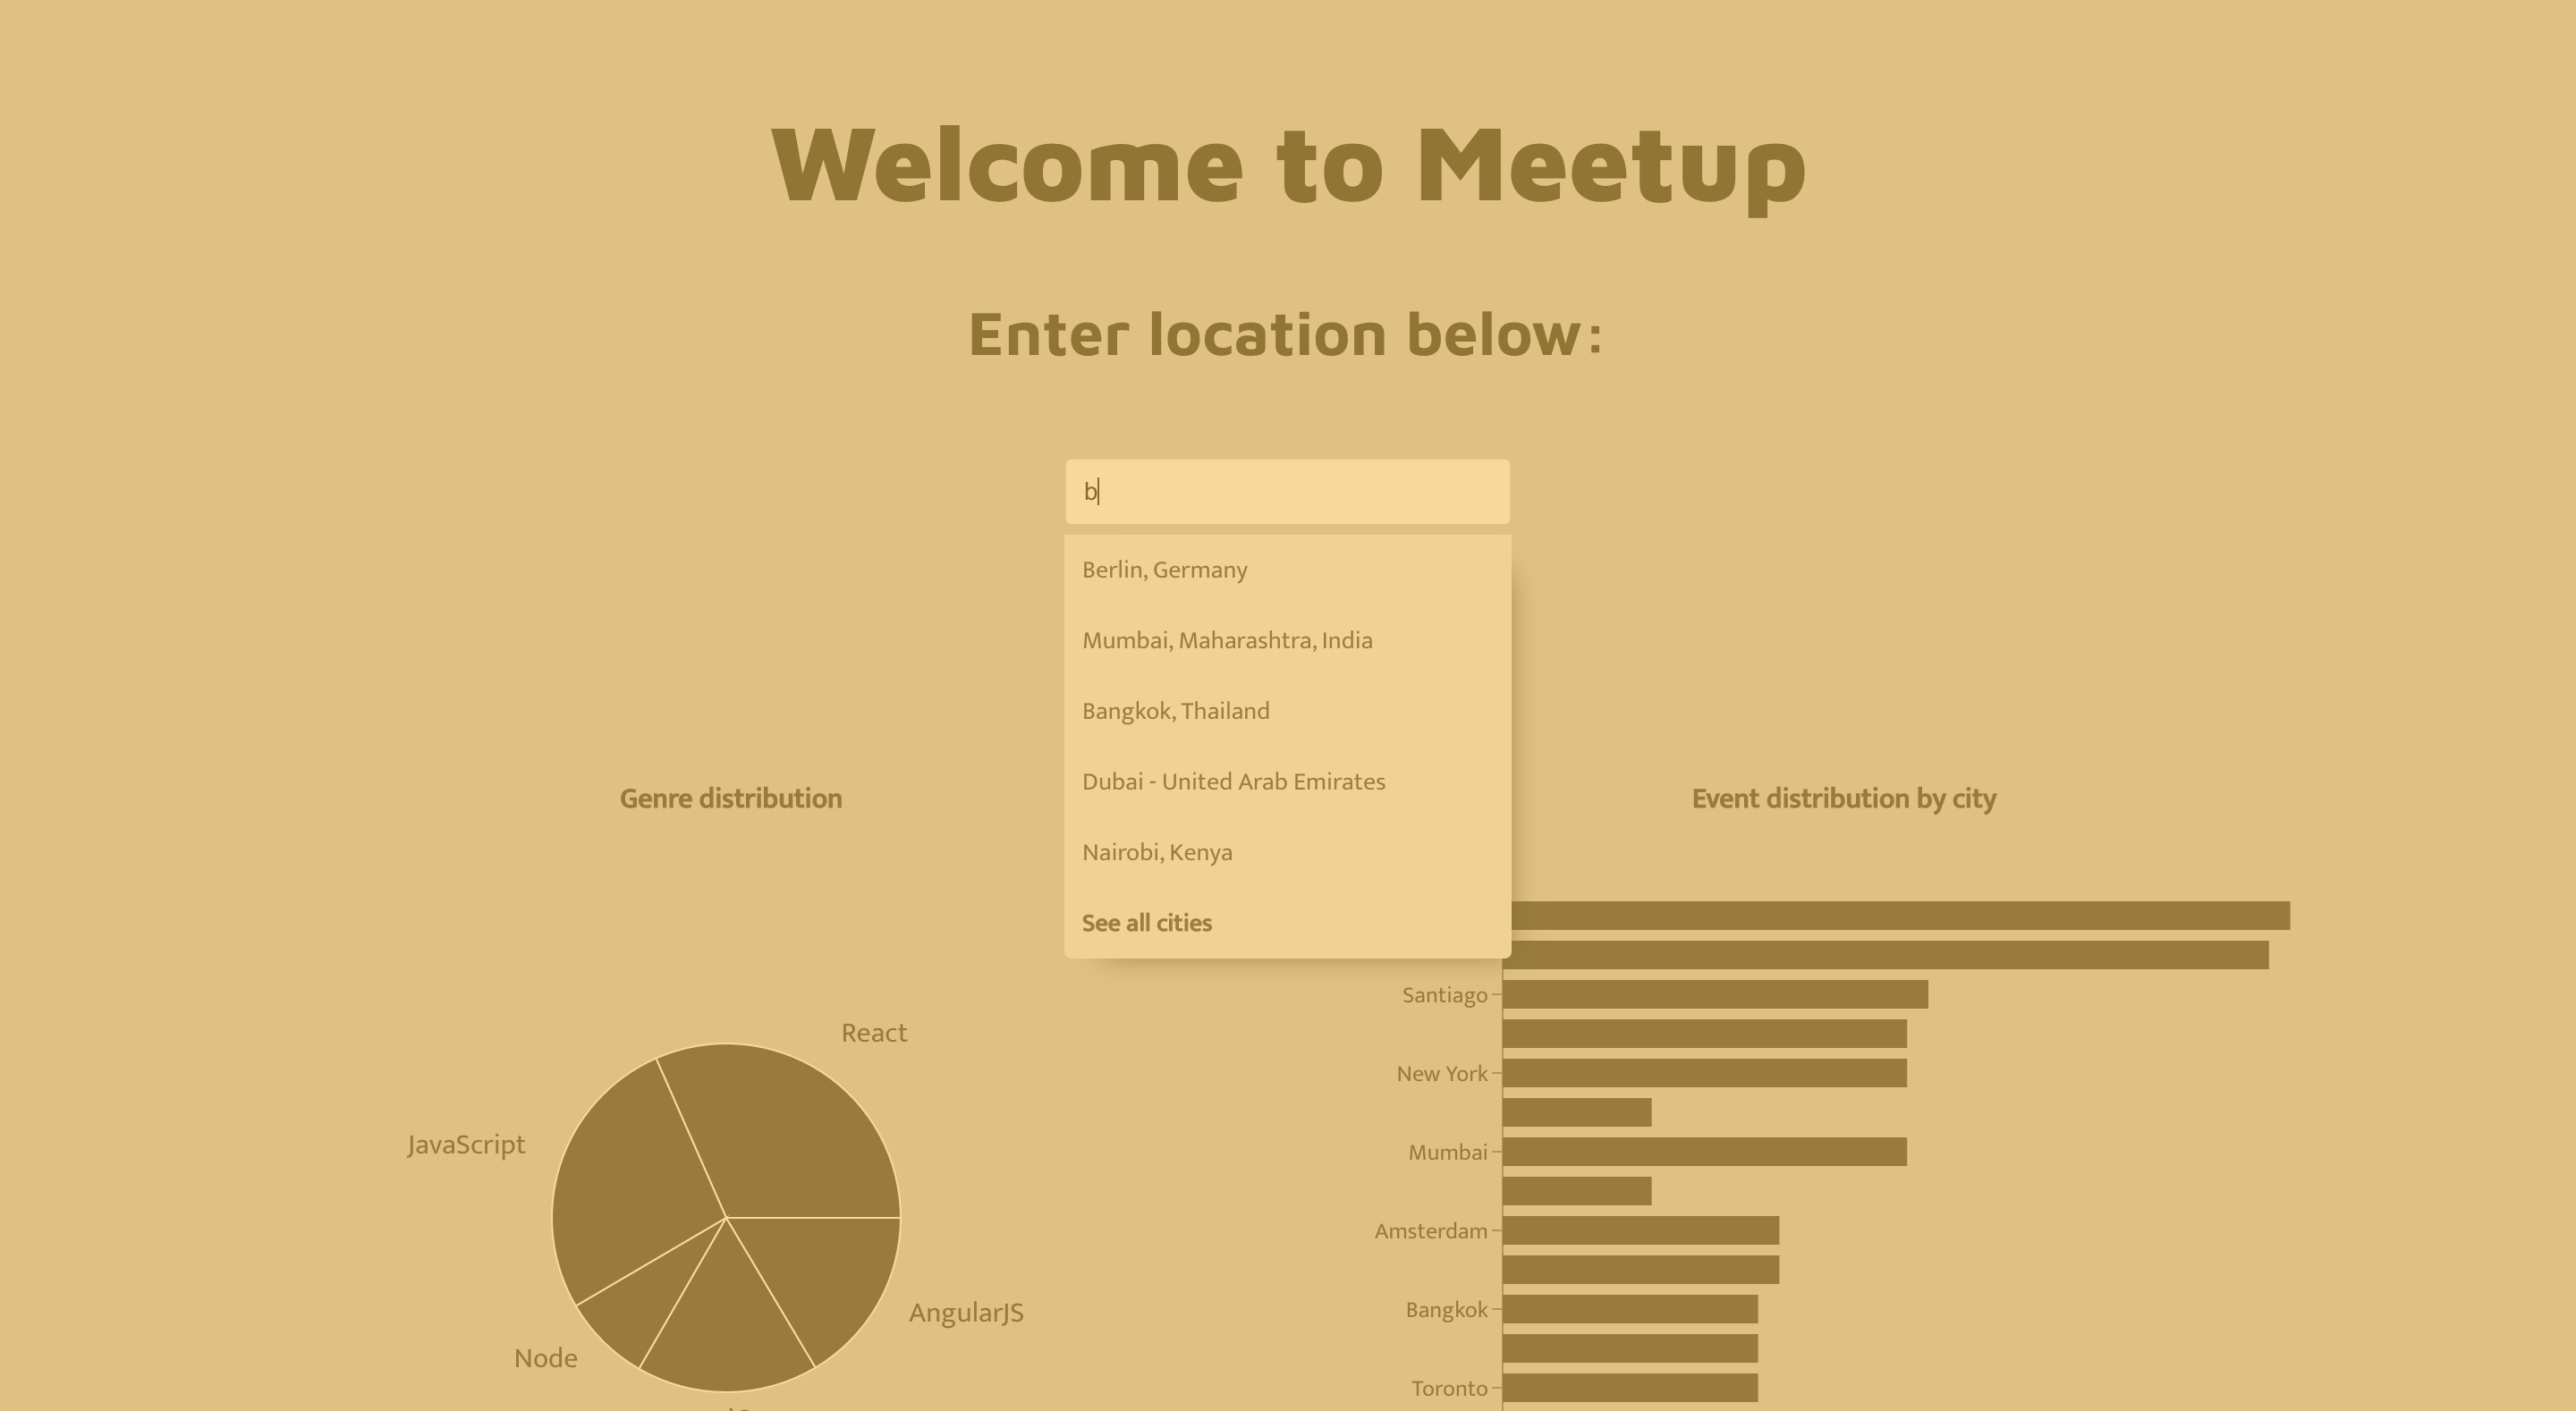 Welcome to Meetup
Enter location below:
b
Berlin, Germany
Mumbai, Maharashtra, India
Bangkok, Thailand
Dubai - United Arab Emirates
Nairobi, Kenya
See all cities
Genre distribution
React
JavaScript
AngularJS
Node
Event distribution by city
Santiago
New York
Mumbai
Amsterdam
Bangkok
Toronto